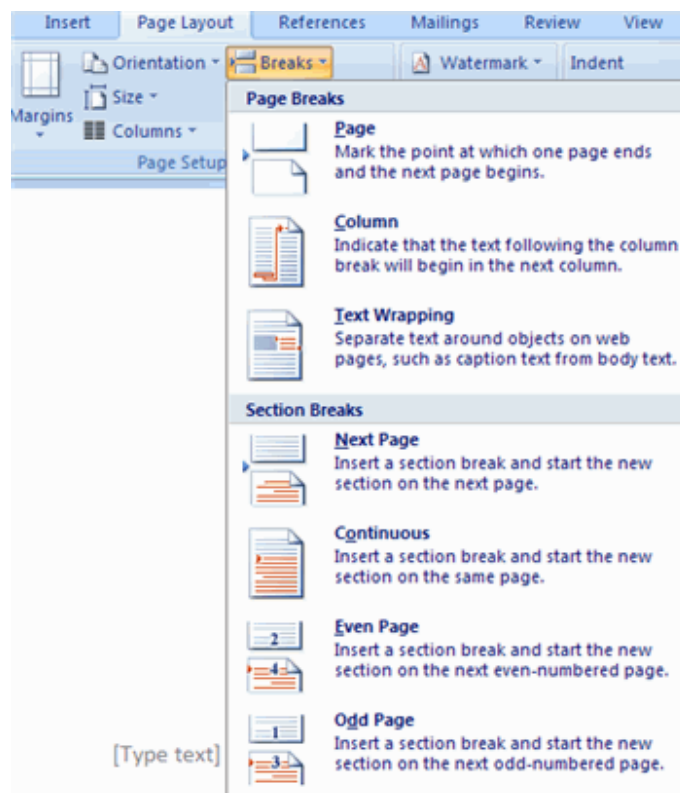 Insert Page Layout References Mailings Review View
Orientation Breaks Watermark Indent
Size
Margins
Columns
Page Setup
Page Breaks
Page
Mark the point at which one page ends
and the next page begins.
Column
Indicate that the text following the column
break will begin in the next column.
Text Wrapping
Separate text around objects on web
pages, such as caption text from body text.
Section Breaks
Next Page
Insert a section break and start the new
section on the next page.
Continuous
Insert a section break and start the new
section on the same page.
2
4
Even Page
Insert a section break and start the new
section on the next even-numbered page.
1
3
Odd Page
Insert a section break and start the new
section on the next odd-numbered page.
[Type text]